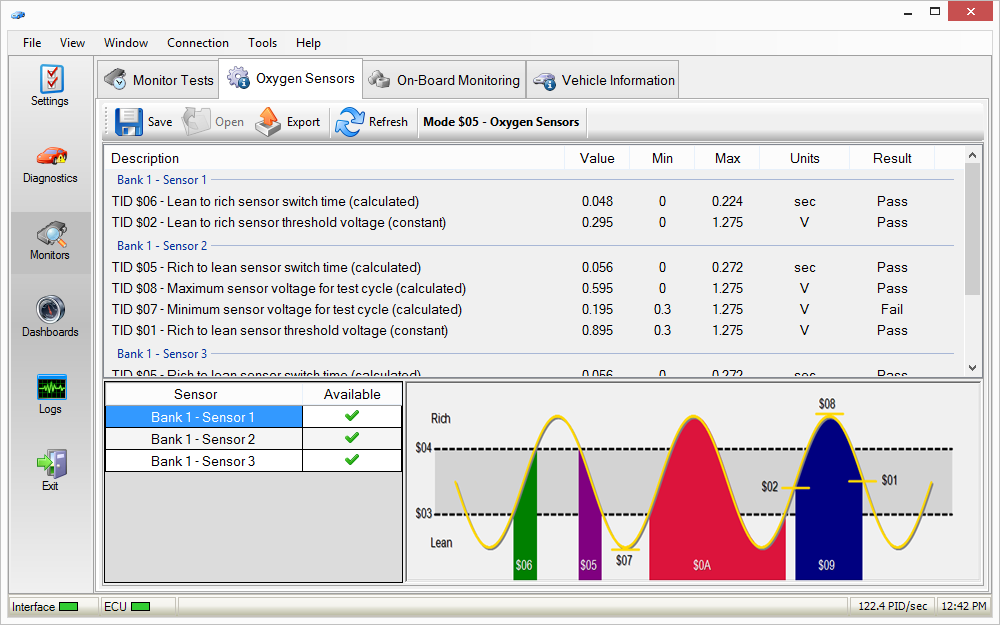 File View Window Connection Tools Help
Settings
Diagnostics
Monitors
Dashboards
Logs
Exit
Monitor Tests Oxygen Sensors On-Board Monitoring Vehicle Information
Save Open Export Refresh Mode $05 - Oxygen Sensors
Description Value Min Max Units Result
Bank 1 - Sensor 1
TID $06 - Lean to rich sensor switch time (calculated) 0.048 0 0.224 sec Pass
TID $02 - Lean to rich sensor threshold voltage (constant) 0.295 0 1.275 V Pass
Bank 1 - Sensor 2
TID $05 - Rich to lean sensor switch time (calculated) 0.056 0 0.272 sec Pass
TID $08 - Maximum sensor voltage for test cycle (calculated) 0.595 0 1.275 V Pass
TID $07 - Minimum sensor voltage for test cycle (calculated) 0.195 0.3 1.275 V Fail
TID $01 - Rich to lean sensor threshold voltage (constant) 0.895 0.3 1.275 V Pass
Bank 1 - Sensor 3
TID $05 - Rich to lean sensor switch time (calculated) 0.056 0 0.272 sec Pass
Sensor Available
Bank 1 - Sensor 1
Bank 1 - Sensor 2
Bank 1 - Sensor 3
$08
Rich
$04
$02 $01
$03
Lean
$06 $05 $07 $0A $09
Interface ECU 122.4 PID/sec 12:42 PM